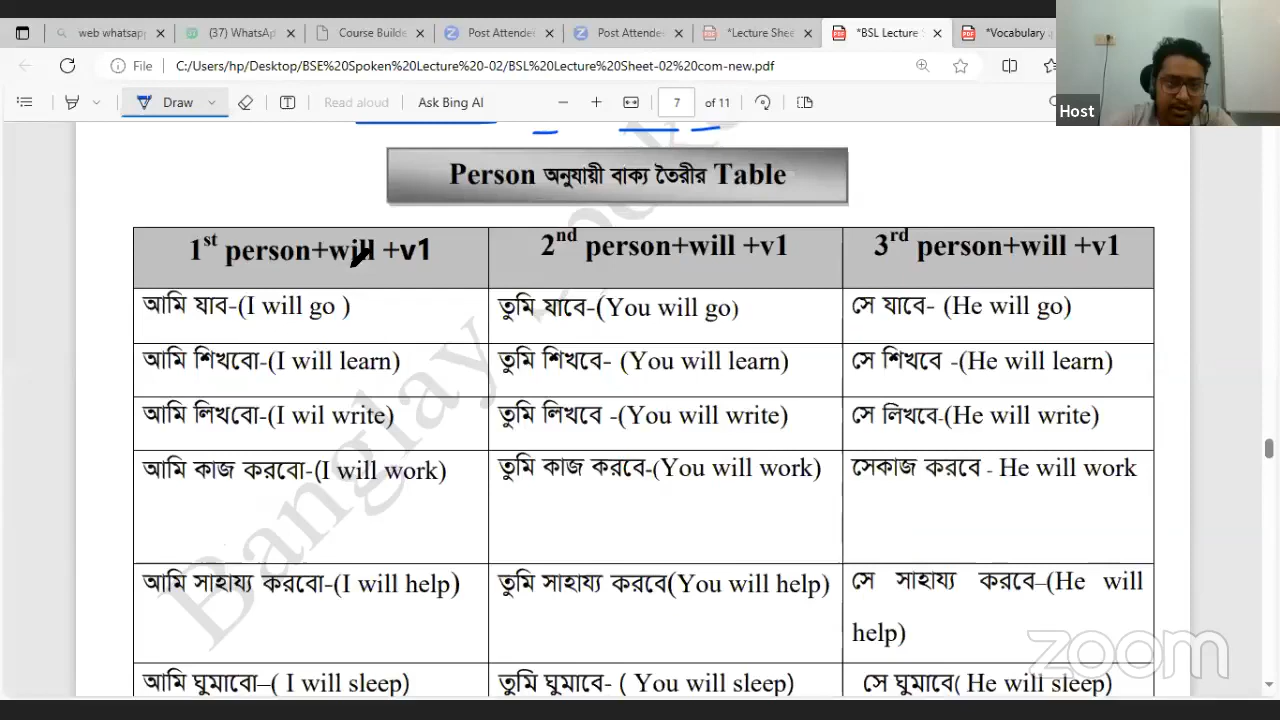 web whatsapp
(37) WhatsA
Course Builde
Post Attende
Post Attende
*Lecture Shee
*BSL Lecture
*Vocabulary
File
C:/Users/hp/Desktop/BSE%20Spoken%20Lecture%20-02/BSL%20Lecture%20Sheet-02%20com-new.pdf
Draw
Read aloud
Ask Bing AI
7 of 11
Host
Person অনুযায়ী বাক্য তৈরীর Table
1st person+will +v1
2nd person+will +v1
3rd person+will +v1
আমি যাব-(I will go )
তুমি যাবে-(You will go)
সে যাবে- (He will go)
আমি শিখবো-(I will learn)
তুমি শিখবে- (You will learn)
সে শিখবে -(He will learn)
আমি লিখবো-(I wil write)
তুমি লিখবে -(You will write)
সে লিখবে-(He will write)
আমি কাজ করবো-(I will work)
তুমি কাজ করবে-(You will work)
সেকাজ করবে - He will work
আমি সাহায্য করবো-(I will help)
তুমি সাহায্য করবে(You will help)
সে সাহায্য করবে–(He will
help)
আমি ঘুমাবো–( I will sleep)
তুমি ঘুমাবে- ( You will sleep)
সে ঘুমাবে( He will sleep)
Banglay
zoom